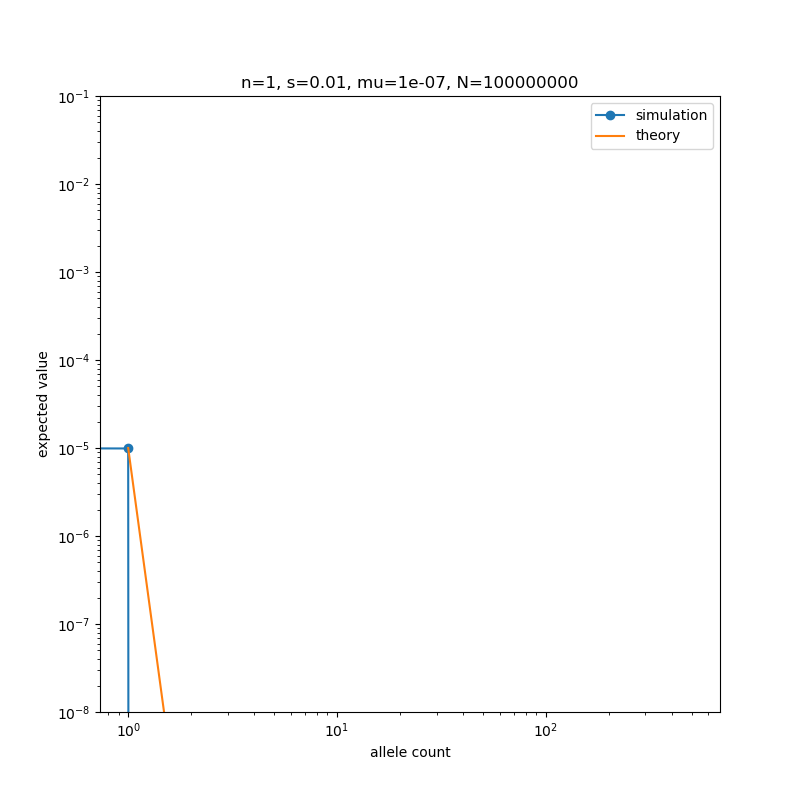 n=1, s=0.01, mu=1e-07, N=100000000
simulation
theory
expected value
10^{-1}
10^{-2}
10^{-3}
10^{-4}
10^{-5}
10^{-6}
10^{-7}
10^{-8}
10^{0} 10^{1} 10^{2}
allele count